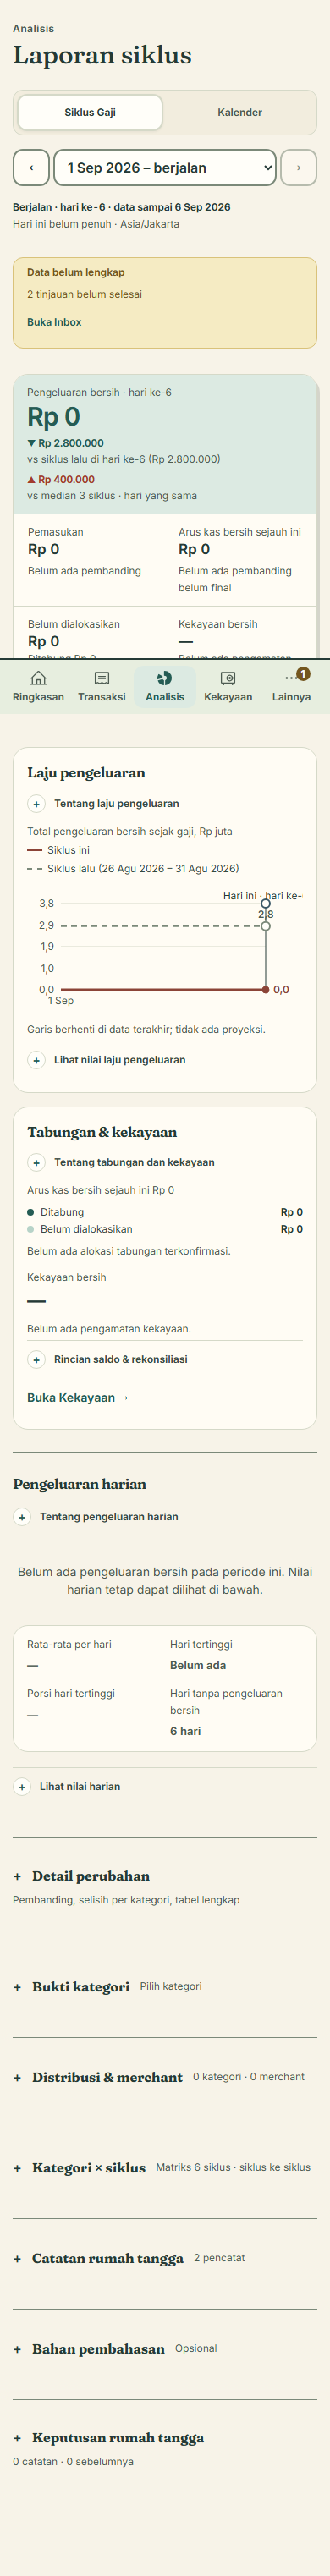 Analisis
Laporan siklus
Siklus Gaji
Kalender
‹
1 Sep 2026 – berjalan
›
Berjalan · hari ke-6 · data sampai 6 Sep 2026
Hari ini belum penuh · Asia/Jakarta
Data belum lengkap
2 tinjauan belum selesai
Buka Inbox
Pengeluaran bersih · hari ke-6
Rp 0
▼ Rp 2.800.000
vs siklus lalu di hari ke-6 (Rp 2.800.000)
▲ Rp 400.000
vs median 3 siklus · hari yang sama
Pemasukan
Rp 0
Belum ada pembanding
Arus kas bersih sejauh ini
Rp 0
Belum ada pembanding
belum final
Belum dialokasikan
Rp 0
Kekayaan bersih
—
Ringkasan
Transaksi
Analisis
Kekayaan
1
Lainnya
Laju pengeluaran
+ Tentang laju pengeluaran
Total pengeluaran bersih sejak gaji, Rp juta
Siklus ini
Siklus lalu (26 Agu 2026 – 31 Agu 2026)
Hari ini · hari ke-
3,8
2,8
2,9
1,9
1,0
0,0
0,0
1 Sep
Garis berhenti di data terakhir; tidak ada proyeksi.
+ Lihat nilai laju pengeluaran
Tabungan & kekayaan
+ Tentang tabungan dan kekayaan
Arus kas bersih sejauh ini Rp 0
Ditabung Rp 0
Belum dialokasikan Rp 0
Belum ada alokasi tabungan terkonfirmasi.
Kekayaan bersih
—
Belum ada pengamatan kekayaan.
+ Rincian saldo & rekonsiliasi
Buka Kekayaan →
Pengeluaran harian
+ Tentang pengeluaran harian
Belum ada pengeluaran bersih pada periode ini. Nilai
harian tetap dapat dilihat di bawah.
Rata-rata per hari
—
Hari tertinggi
Belum ada
Porsi hari tertinggi
—
Hari tanpa pengeluaran
bersih
6 hari
+ Lihat nilai harian
+ Detail perubahan
Pembanding, selisih per kategori, tabel lengkap
+ Bukti kategori Pilih kategori
+ Distribusi & merchant 0 kategori · 0 merchant
+ Kategori × siklus Matriks 6 siklus · siklus ke siklus
+ Catatan rumah tangga 2 pencatat
+ Bahan pembahasan Opsional
+ Keputusan rumah tangga
0 catatan · 0 sebelumnya